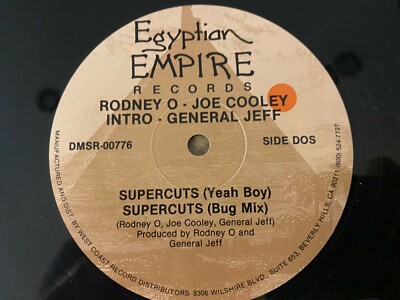 Egyptian
EMPIRE
RECORDS
RODNEY O - JOE COOLEY
INTRO - GENERAL JEFF
DMSR-00776
SIDE DOS
SUPERCUTS (Yeah Boy)
SUPERCUTS (Bug Mix)
(Rodney O, Joe Cooley, General Jeff)
Produced by Rodney O and
General Jeff
MANUFACTURED AND DIST. BY WEST COAST RECORD DISTRIBUTORS 8306 WILSHIRE BLVD. SUITE 853, BEVERLY HILLS, CA 90211 (800) 524-7727